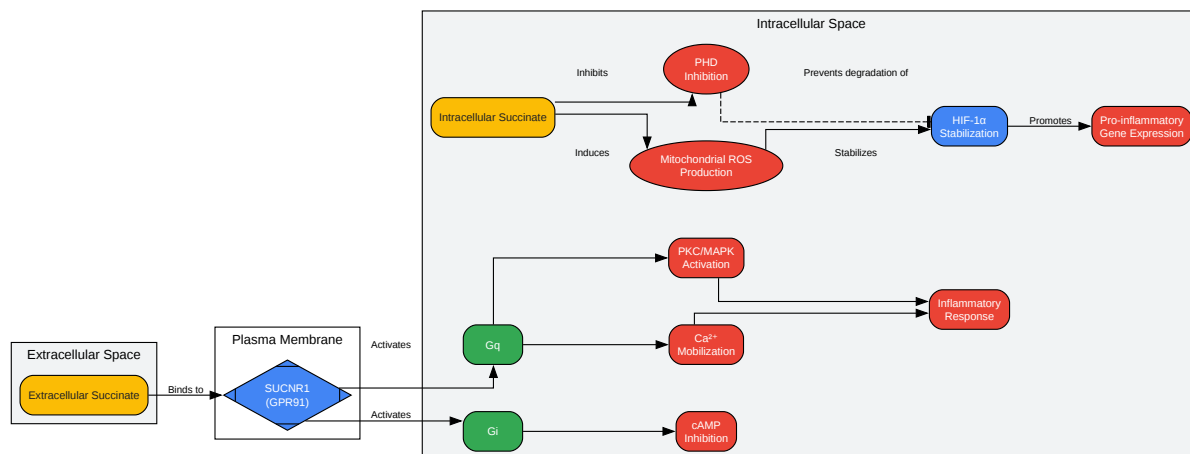 Intracellular Space
PHD
Inhibition
Inhibits
Prevents degradation of
Intracellular Succinate
HIF-1α
Stabilization
Promotes
Pro-inflammatory
Gene Expression
Induces
Mitochondrial ROS
Production
Stabilizes
PKC/MAPK
Activation
Inflammatory
Response
Plasma Membrane
Activates
Gq
Ca²⁺
Mobilization
Extracellular Space
Extracellular Succinate
Binds to
SUCNR1
(GPR91)
Activates
Gi
cAMP
Inhibition